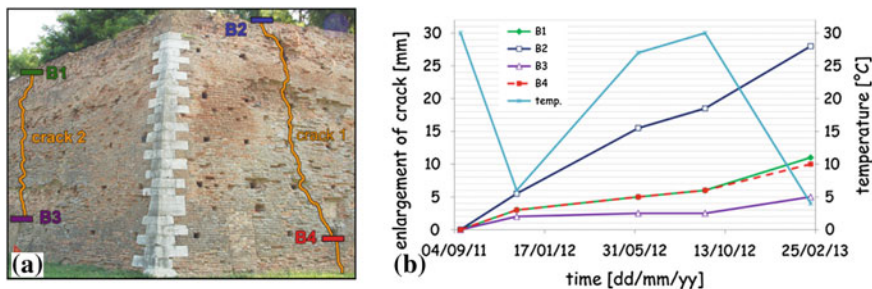 B2
B1
crack 2
crack 1
B3
B4
(a)
enlargement of crack [mm]
30
25
20
15
10
5
0
B1
B2
B3
B4
temp.
30
25
20
15
10
5
0
temperature [°C]
04/09/11 17/01/12 31/05/12 13/10/12 25/02/13
time [dd/mm/yy]
(b)